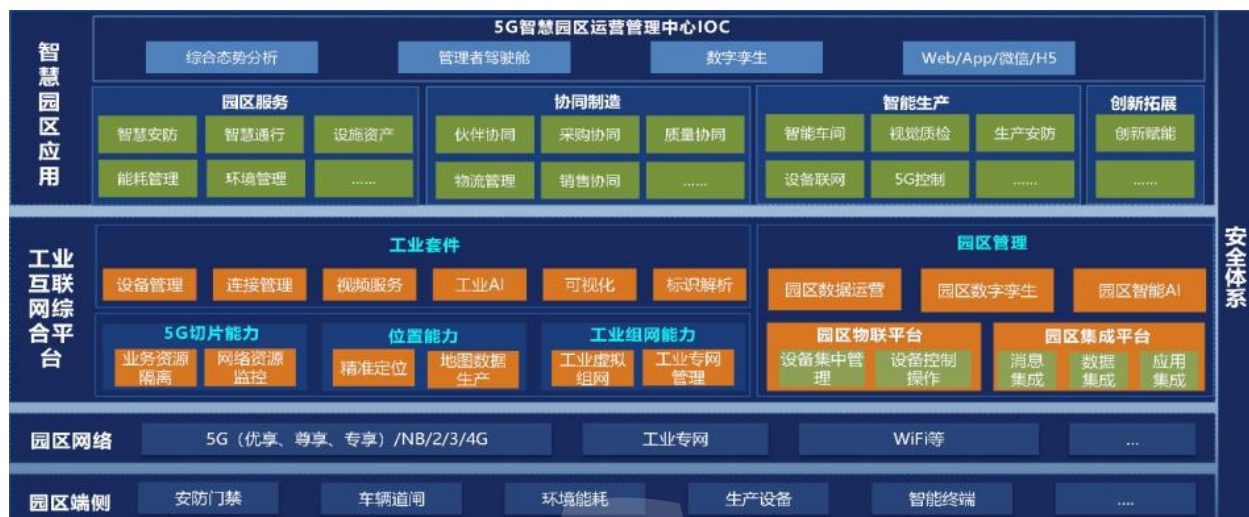 智慧园区应用
5G智慧园区运营管理中心IOC
综合态势分析 管理者驾驶舱 数字孪生 Web/App/微信/H5
园区服务 协同制造 智能生产 创新拓展
智慧安防 智慧通行 设施资产 伙伴协同 采购协同 质量协同 智能车间 视觉质检 生产安防 创新赋能
能耗管理 环境管理 …… 物流管理 销售协同 …… 设备联网 5G控制 …… ……
工业互联网综合平台
工业套件 园区管理
设备管理 连接管理 视频服务 工业AI 可视化 标识解析 园区数据运营 园区数字孪生 园区智能AI
5G切片能力 位置能力 工业组网能力 园区物联平台 园区集成平台
业务资源隔离 网络资源监控 精准定位 地图数据生产 工业虚拟组网 工业专网管理 设备集中管理 设备控制操作 消息集成 数据集成 应用集成
园区网络 5G（优享、尊享、专享）/NB/2/3/4G 工业专网 WiFi等 ...
园区端侧 安防门禁 车辆道闸 环境能耗 生产设备 智能终端 ....
安全体系